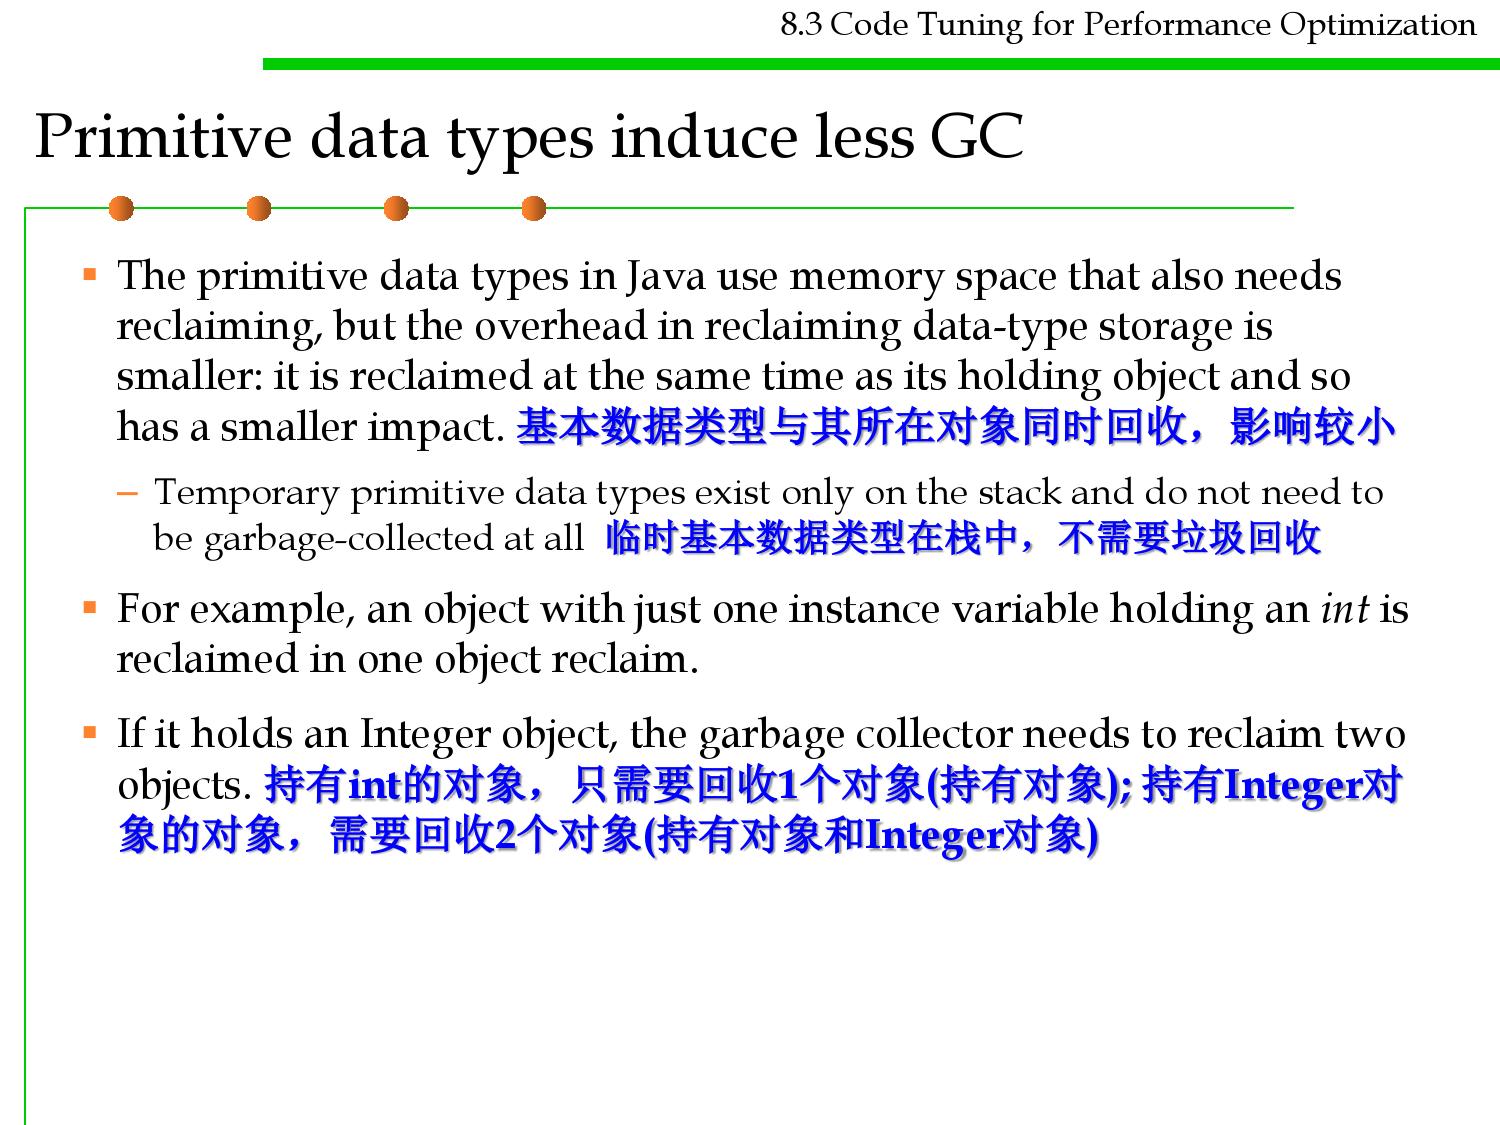 8.3 Code Tuning for Performance Optimization
Primitive data types induce less GC
The primitive data types in Java use memory space that also needs
reclaiming, but the overhead in reclaiming data-type storage is
smaller: it is reclaimed at the same time as its holding object and so
has a smaller impact. 基本数据类型与其所在对象同时回收，影响较小
– Temporary primitive data types exist only on the stack and do not need to
be garbage-collected at all 临时基本数据类型在栈中，不需要垃圾回收
For example, an object with just one instance variable holding an int is
reclaimed in one object reclaim.
If it holds an Integer object, the garbage collector needs to reclaim two
objects. 持有int的对象，只需要回收1个对象(持有对象); 持有Integer对
象的对象，需要回收2个对象(持有对象和Integer对象)